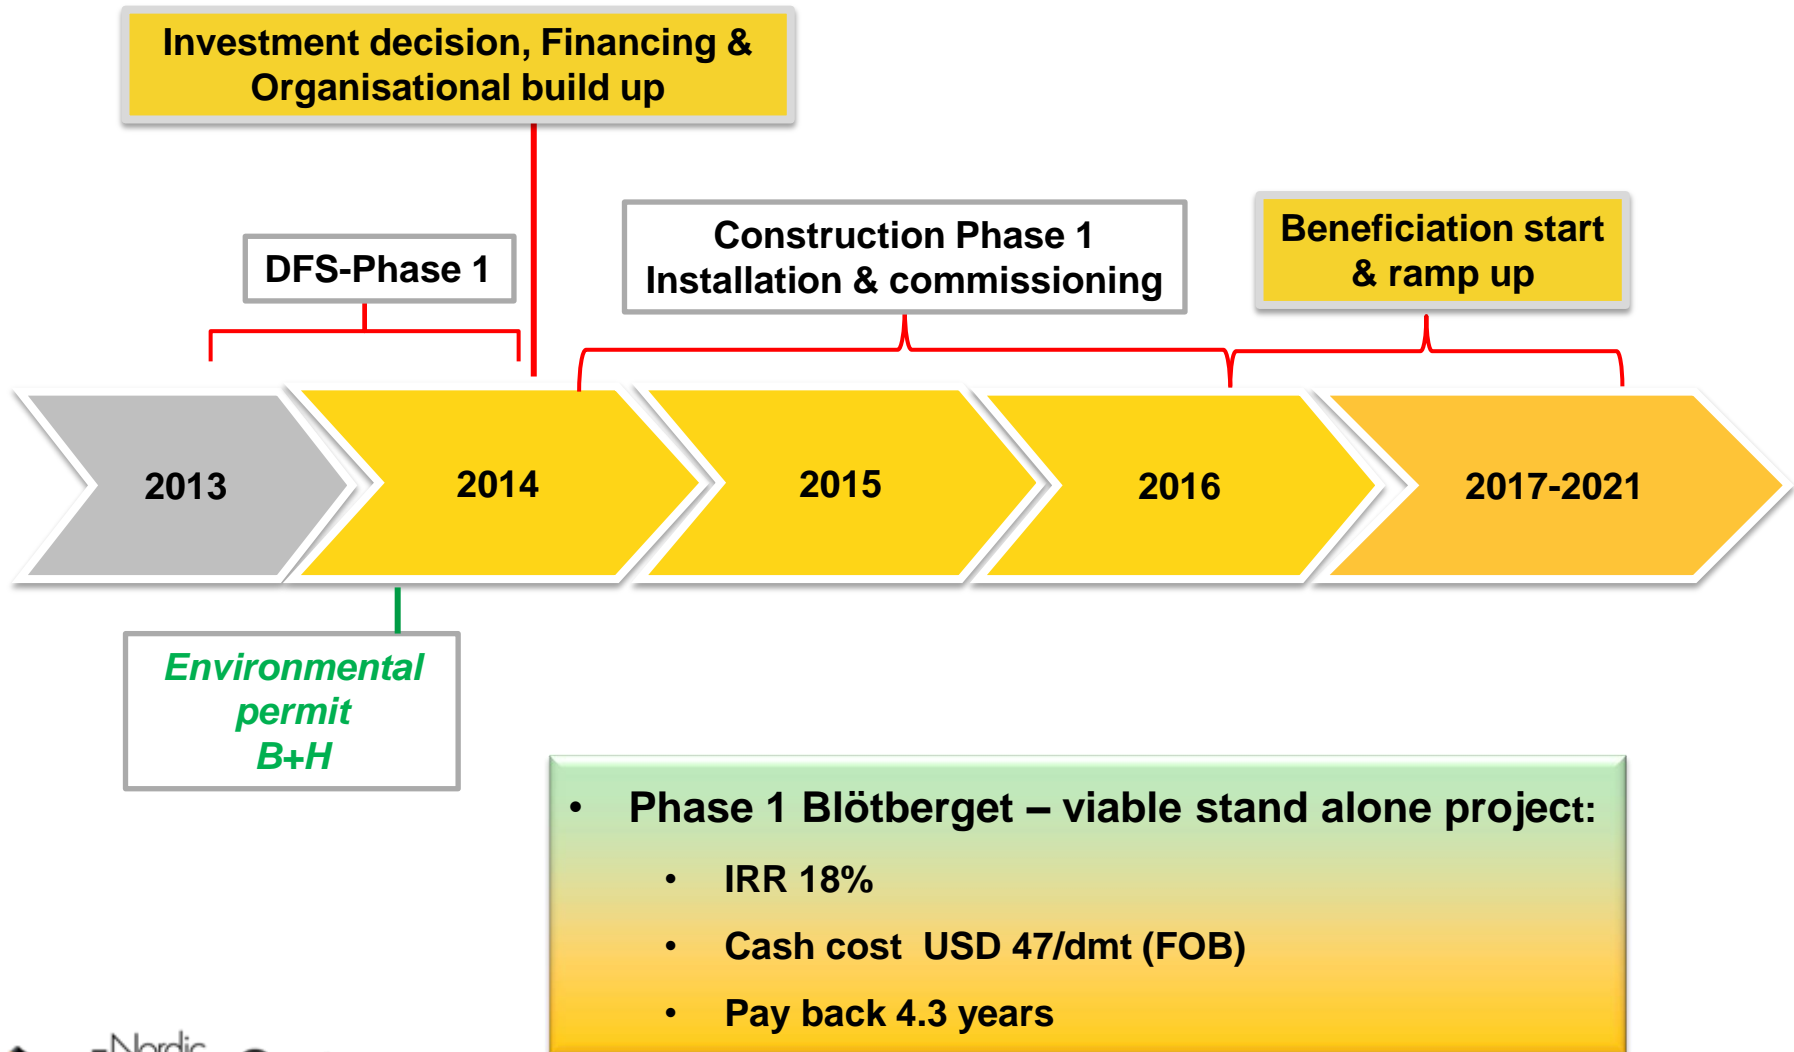 Investment decision, Financing &
Organisational build up
DFS-Phase 1
Construction Phase 1
Installation & commissioning
Beneficiation start
& ramp up
2013
2014
2015
2016
2017-2021
Environmental
permit
B+H
• Phase 1 Blötberget – viable stand alone project:
• IRR 18%
• Cash cost USD 47/dmt (FOB)
• Pay back 4.3 years
Nordic